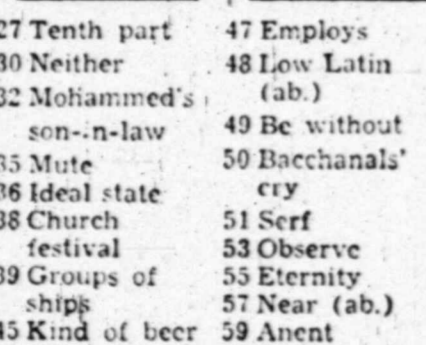 27 Tenth part
30 Neither
32 Mohammed's
son-in-law
35 Mute
36 Ideal state
38 Church
festival
39 Groups of
ships
45 Kind of beer
47 Employs
48 Low Latin
(ab.)
49 Be without
50 Bacchanals'
cry
51 Serf
53 Observe
55 Eternity
57 Near (ab.)
59 Anent